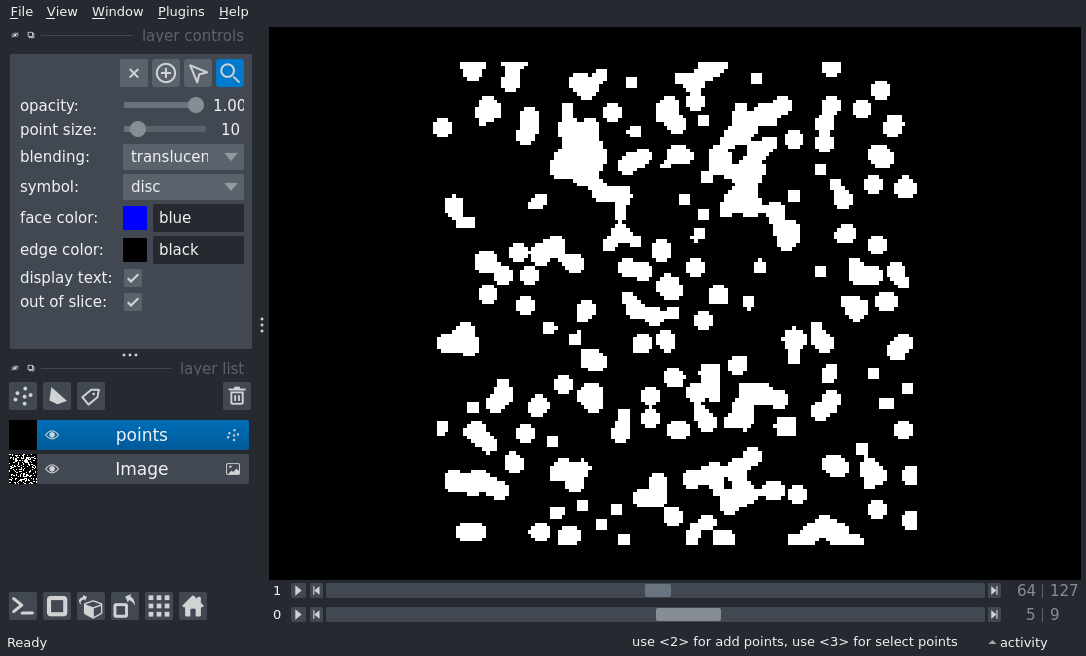 File View Window Plugins Help
layer controls
opacity: 1.00
point size: 10
blending: translucen
symbol: disc
face color: blue
edge color: black
display text:
out of slice:
layer list
points
Image
1 64 | 127
0 5 | 9
Ready use <2> for add points, use <3> for select points activity